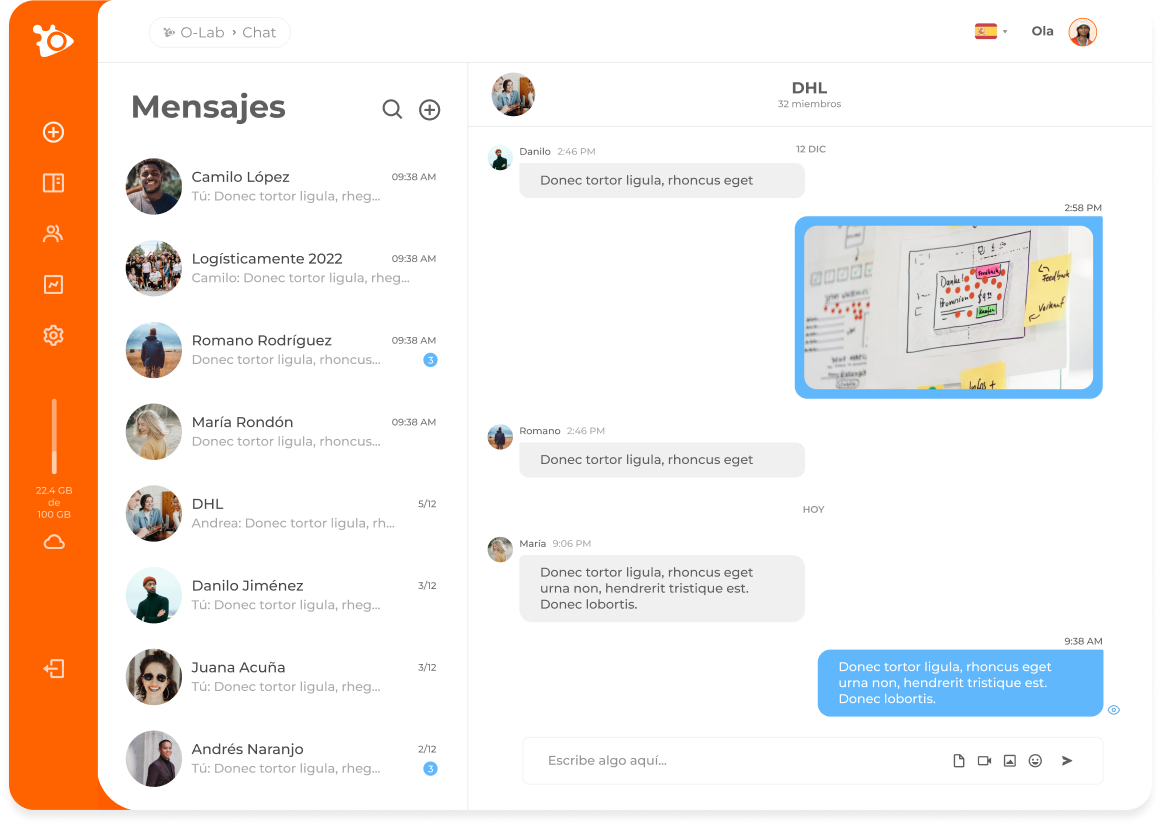 O-Lab › Chat
Ola
Mensajes
Camilo López
09:38 AM
Tú: Donec tortor ligula, rheg...
Logísticamente 2022
09:38 AM
Camilo: Donec tortor ligula, rheg...
Romano Rodríguez
09:38 AM
Donec tortor ligula, rhoncus...
3
María Rondón
09:38 AM
Donec tortor ligula, rhoncus...
DHL
5/12
Andrea: Donec tortor ligula, rh...
Danilo Jiménez
3/12
Tú: Donec tortor ligula, rheg...
Juana Acuña
3/12
Tú: Donec tortor ligula, rheg...
Andrés Naranjo
2/12
Tú: Donec tortor ligula, rheg...
3
22.4 GB
de
100 GB
DHL
32 miembros
12 DIC
Danilo 2:46 PM
Donec tortor ligula, rhoncus eget
2:58 PM
Feedback
Danke!
Feedback
Provision
Kaufen
Verkauf
Infos +
Romano 2:46 PM
Donec tortor ligula, rhoncus eget
HOY
María 9:06 PM
Donec tortor ligula, rhoncus eget
urna non, hendrerit tristique est.
Donec lobortis.
9:38 AM
Donec tortor ligula, rhoncus eget
urna non, hendrerit tristique est.
Donec lobortis.
Escribe algo aquí...